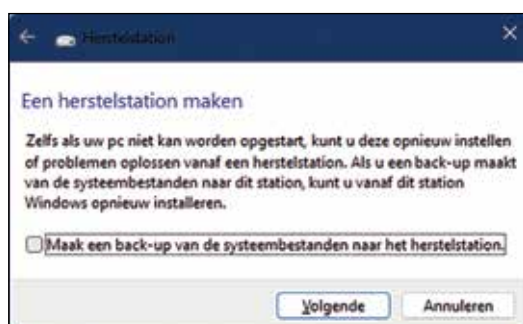 Herstelstation
Een herstelstation maken
Zelfs als uw pc niet kan worden opgestart, kunt u deze opnieuw instellen
of problemen oplossen vanaf een herstelstation. Als u een back-up maakt
van de systeembestanden naar dit station, kunt u vanaf dit station
Windows opnieuw installeren.
Maak een back-up van de systeembestanden naar het herstelstation.
Volgende
Annuleren